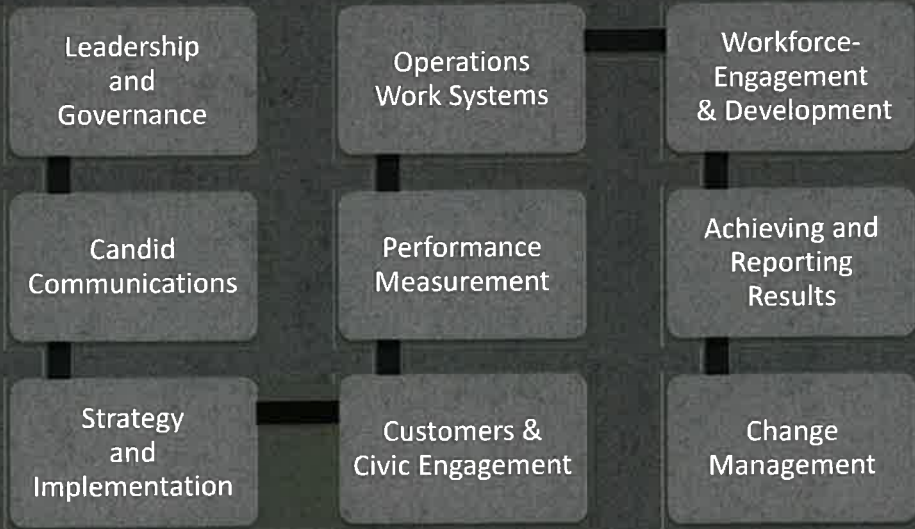 Leadership
and
Governance
Candid
Communications
Strategy
and
Implementation
Customers &
Civic Engagement
Performance
Measurement
Operations
Work Systems
Workforce-
Engagement
& Development
Achieving and
Reporting
Results
Change
Management